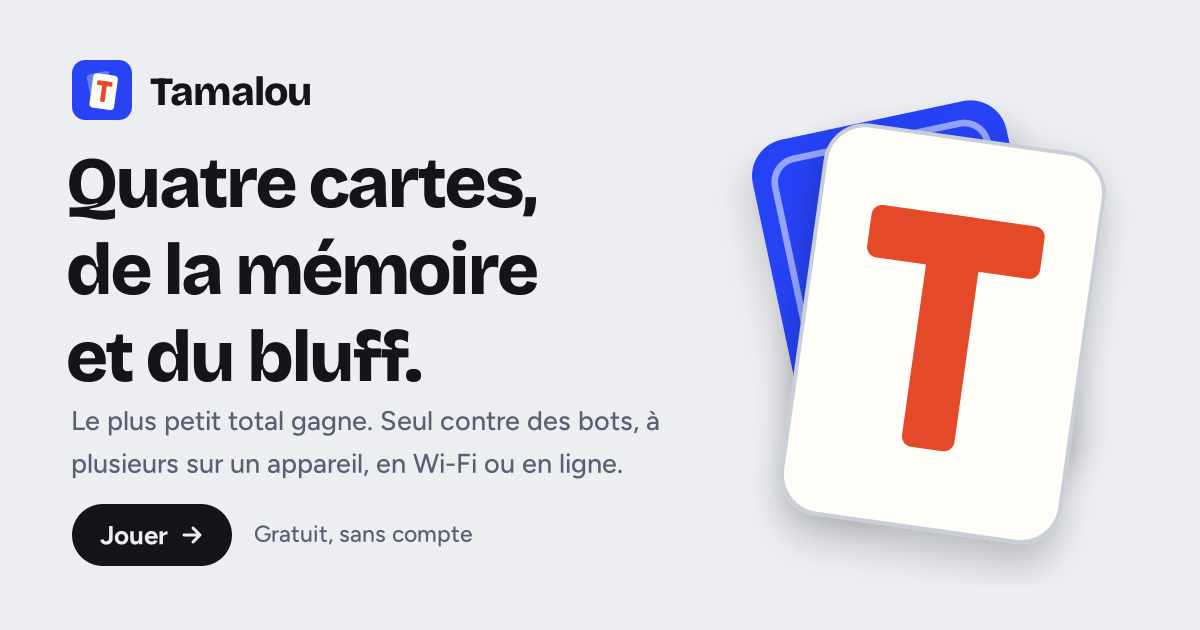 T
Tamalou
Quatre cartes,
de la mémoire
et du bluff.
Le plus petit total gagne. Seul contre des bots, à
plusieurs sur un appareil, en Wi-Fi ou en ligne.
Jouer →
Gratuit, sans compte
T